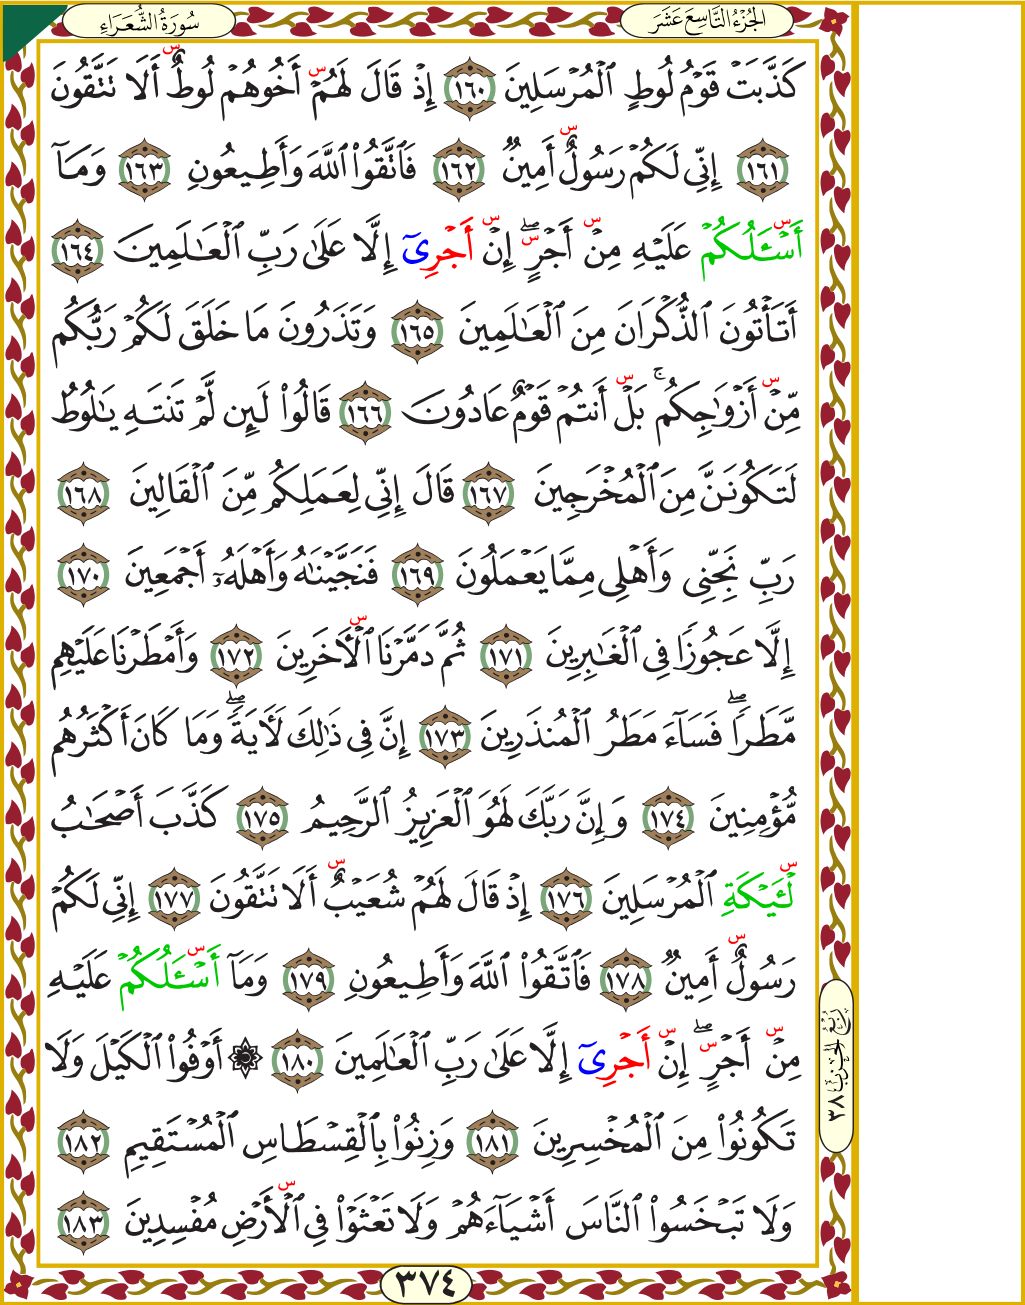 الجُزْءُ التَّاسِعَ عَشَرَ
سُورَةُ الشُّعَرَاءِ
كَذَّبَتْ قَوْمُ لُوطٍ ٱلْمُرْسَلِينَ ١٦٠ إِذْ قَالَ لَهُمْۜ أَخُوهُمْ لُوطٌۜ أَلَا تَتَّقُونَ
١٦١ إِنِّي لَكُمْ رَسُولٌۜ أَمِينٌ ١٦٢ فَٱتَّقُوا۟ ٱللَّهَ وَأَطِيعُونِ ١٦٣ وَمَآ
أَسْۜـَٔلُكُمْ عَلَيْهِ مِنْۜ أَجْرٍۖۜ إِنْۜ أَجْرِىَٓ إِلَّا عَلَىٰ رَبِّ ٱلْعَـٰلَمِينَ ١٦٤
أَتَأْتُونَ ٱلذُّكْرَانَ مِنَ ٱلْعَـٰلَمِينَ ١٦٥ وَتَذَرُونَ مَا خَلَقَ لَكُمْ رَبُّكُم
مِّنْۜ أَزْوَٰجِكُمۚ بَلْۜ أَنتُمْ قَوْمٌ عَادُونَ ١٦٦ قَالُوا۟ لَئِن لَّمْ تَنتَهِ يَـٰلُوطُ
لَتَكُونَنَّ مِنَ ٱلْمُخْرَجِينَ ١٦٧ قَالَ إِنِّي لِعَمَلِكُم مِّنَ ٱلْقَالِينَ ١٦٨
رَبِّ نَجِّنِي وَأَهْلِي مِمَّا يَعْمَلُونَ ١٦٩ فَنَجَّيْنَـٰهُ وَأَهْلَهُۥٓ أَجْمَعِينَ ١٧٠
إِلَّا عَجُوزًا فِي ٱلْغَـٰبِرِينَ ١٧١ ثُمَّ دَمَّرْنَا ٱلْۜأَخَرِينَ ١٧٢ وَأَمْطَرْنَا عَلَيْهِم
مَّطَرًاۖ فَسَآءَ مَطَرُ ٱلْمُنذَرِينَ ١٧٣ إِنَّ فِي ذَٰلِكَ لَأَيَةًۖ وَمَا كَانَ أَكْثَرُهُم
مُّؤْمِنِينَ ١٧٤ وَإِنَّ رَبَّكَ لَهُوَ ٱلْعَزِيزُ ٱلرَّحِيمُ ١٧٥ كَذَّبَ أَصْحَـٰبُ
لْۜـَٔيْكَةِ ٱلْمُرْسَلِينَ ١٧٦ إِذْ قَالَ لَهُمْ شُعَيْبٌۜ أَلَا تَتَّقُونَ ١٧٧ إِنِّي لَكُمْ
رَسُولٌۜ أَمِينٌ ١٧٨ فَٱتَّقُوا۟ ٱللَّهَ وَأَطِيعُونِ ١٧٩ وَمَآ أَسْۜـَٔلُكُمْ عَلَيْهِ
مِنْۜ أَجْرٍۖۜ إِنْۜ أَجْرِىَٓ إِلَّا عَلَىٰ رَبِّ ٱلْعَـٰلَمِينَ ١٨٠ ۞ أَوْفُوا۟ ٱلْكَيْلَ وَلَا
تَكُونُوا۟ مِنَ ٱلْمُخْسِرِينَ ١٨١ وَزِنُوا۟ بِٱلْقِسْطَاسِ ٱلْمُسْتَقِيمِ ١٨٢
وَلَا تَبْخَسُوا۟ ٱلنَّاسَ أَشْيَآءَهُمْ وَلَا تَعْثَوْا۟ فِي ٱلْۜأَرْضِ مُفْسِدِينَ ١٨٣
رُبُعُ الْحِزْب ٣٨
٣٧٤